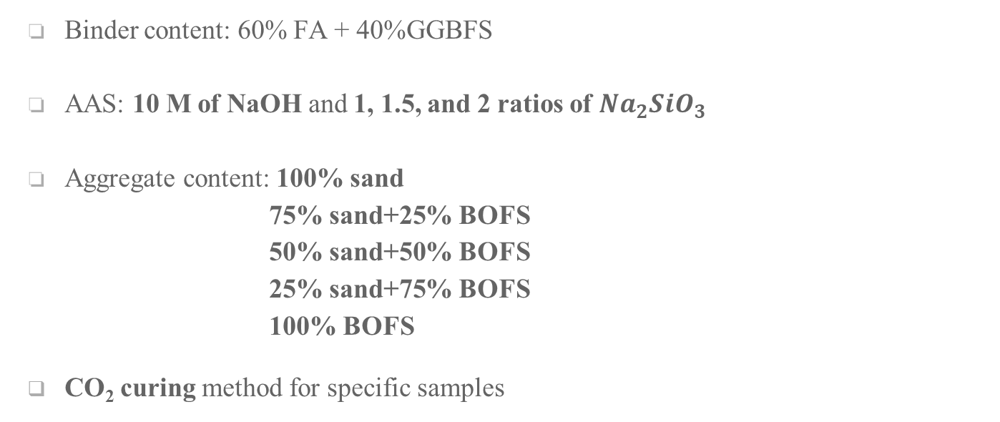 ❑ Binder content: 60% FA + 40%GGBFS
❑ AAS: 10 M of NaOH and 1, 1.5, and 2 ratios of Na₂SiO₃
❑ Aggregate content: 100% sand
75% sand+25% BOFS
50% sand+50% BOFS
25% sand+75% BOFS
100% BOFS
❑ CO₂ curing method for specific samples